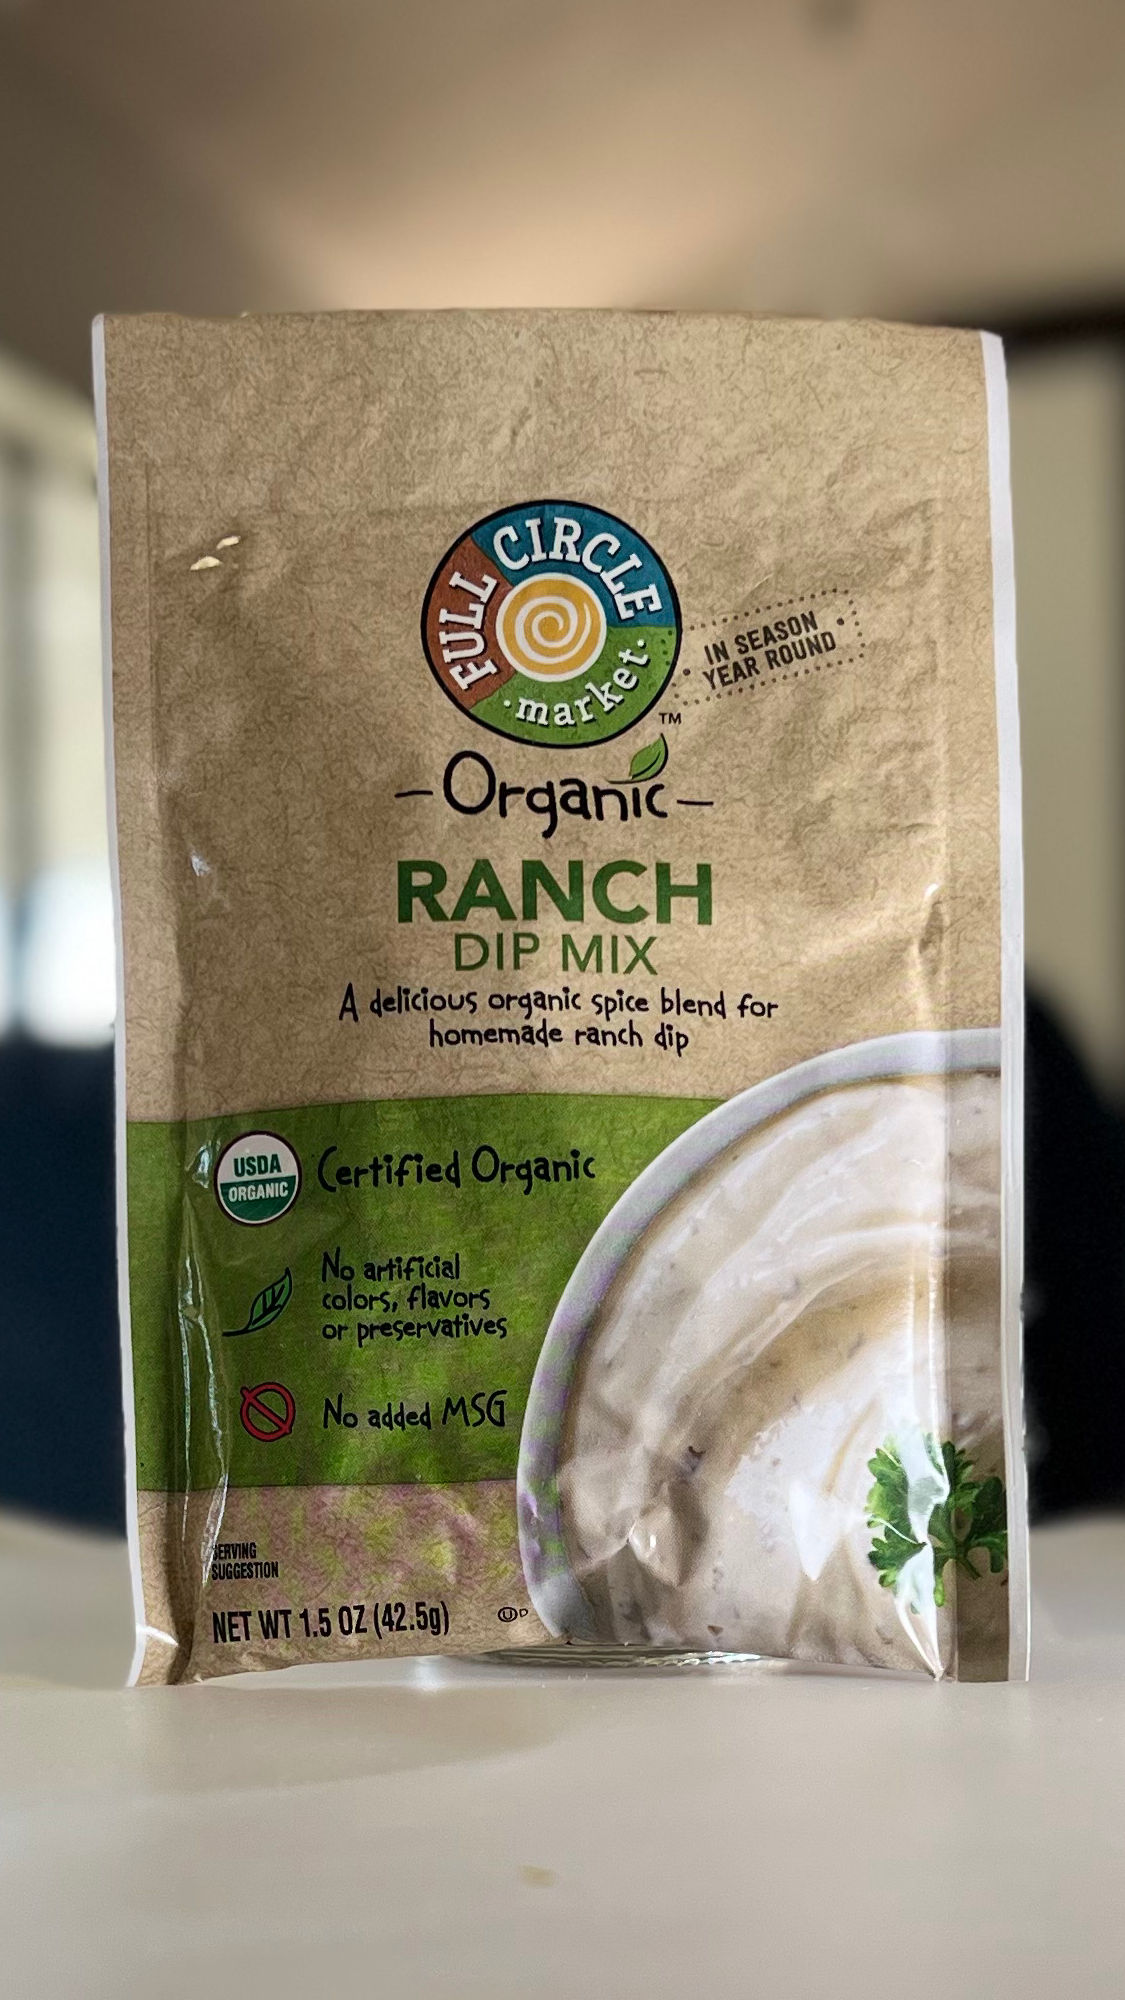 FULL CIRCLE
·market·
TM
IN SEASON
YEAR ROUND
Organic
RANCH
DIP MIX
A delicious organic spice blend for
homemade ranch dip
USDA
ORGANIC
Certified Organic
No artificial
colors, flavors
or preservatives
No added MSG
SERVING
SUGGESTION
NET WT 1.5 OZ (42.5g)
U D